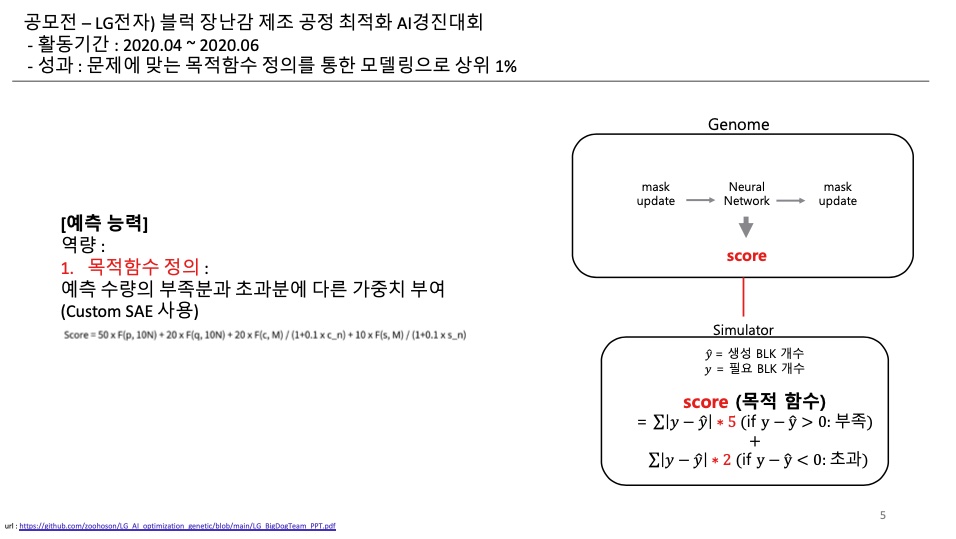 공모전 – LG전자) 블럭 장난감 제조 공정 최적화 AI경진대회
- 활동기간 : 2020.04 ~ 2020.06
- 성과 : 문제에 맞는 목적함수 정의를 통한 모델링으로 상위 1%
[예측 능력]
역량 :
1. 목적함수 정의 :
예측 수량의 부족분과 초과분에 다른 가중치 부여
(Custom SAE 사용)
Score = 50 x F(p, 10N) + 20 x F(q, 10N) + 20 x F(c, M) / (1+0.1 x c_n) + 10 x F(s, M) / (1+0.1 x s_n)
Genome
mask update
Neural Network
mask update
score
Simulator
ŷ = 생성 BLK 개수
y = 필요 BLK 개수
score (목적 함수)
= ∑|y − ŷ| * 5 (if y − ŷ > 0: 부족)
+
∑|y − ŷ| * 2 (if y − ŷ < 0: 초과)
url : https://github.com/zoohoson/LG_AI_optimization_genetic/blob/main/LG_BigDogTeam_PPT.pdf
5